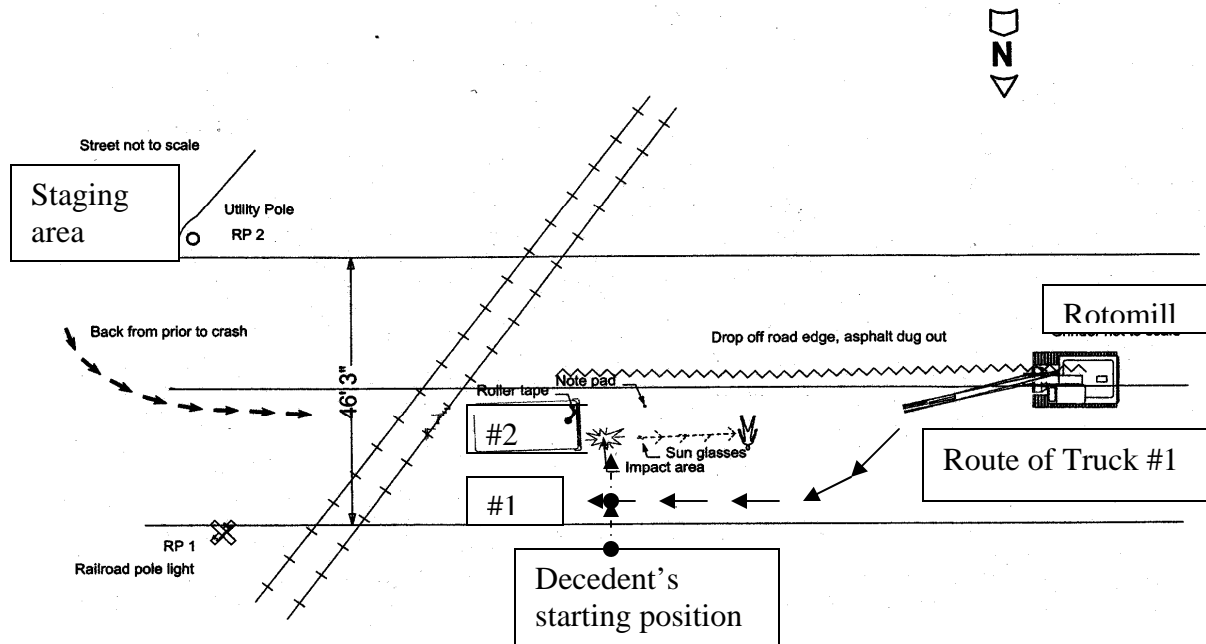 N
Street not to scale
Staging
area
Utility Pole
RP 2
Back from prior to crash
46'3"
Rotomill
Drop off road edge, asphalt dug out
Note pad
Roller tape
#2
Sun glasses
Impact area
Route of Truck #1
#1
RP 1
Railroad pole light
Decedent's
starting position